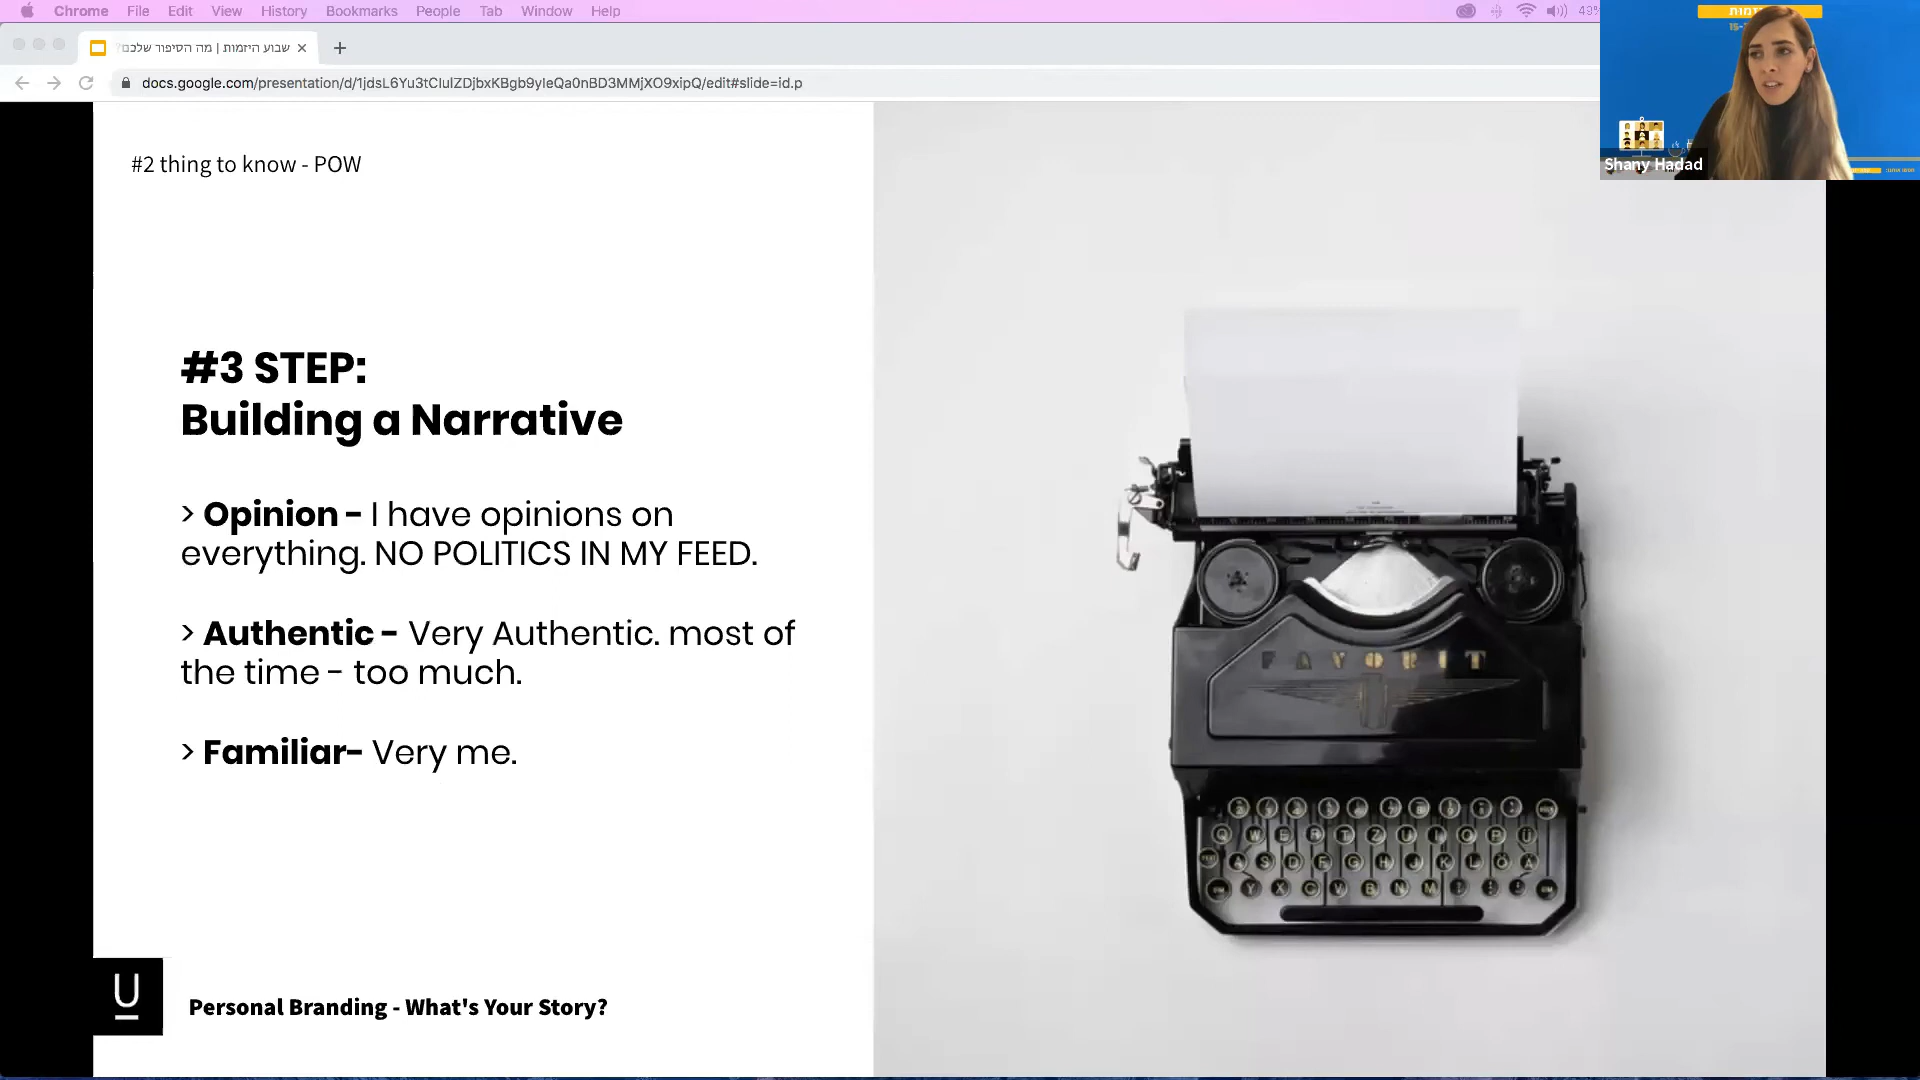 Chrome File Edit View History Bookmarks People Tab Window Help
שבוע היזמות | מה הסיפור שלכם?
docs.google.com/presentation/d/1jdsL6Yu3tCIulZDjbxKBgb9yIeQa0nBD3MMjXO9xipQ/edit#slide=id.p
Shany Hadad
#2 thing to know - POW
#3 STEP:
Building a Narrative
> Opinion - I have opinions on
everything. NO POLITICS IN MY FEED.
> Authentic - Very Authentic. most of
the time - too much.
> Familiar- Very me.
FAVORIT
Q W E R T Z U I O P Ü
A S D F G H J K L Ö Ä
Y X C V B N M
U
Personal Branding - What's Your Story?